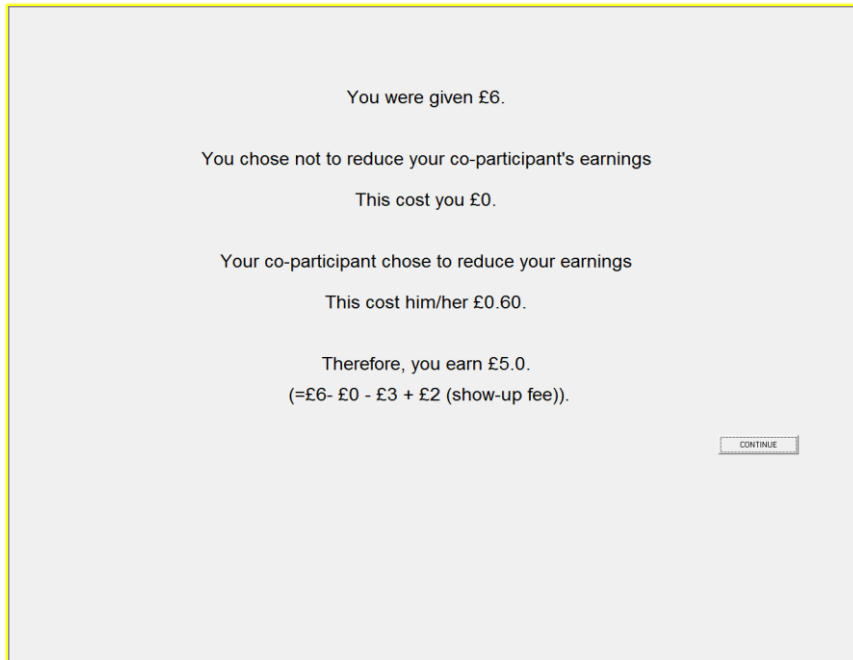 You were given £6.
You chose not to reduce your co-participant's earnings
This cost you £0.
Your co-participant chose to reduce your earnings
This cost him/her £0.60.
Therefore, you earn £5.0.
(=£6- £0 - £3 + £2 (show-up fee)).
CONTINUE